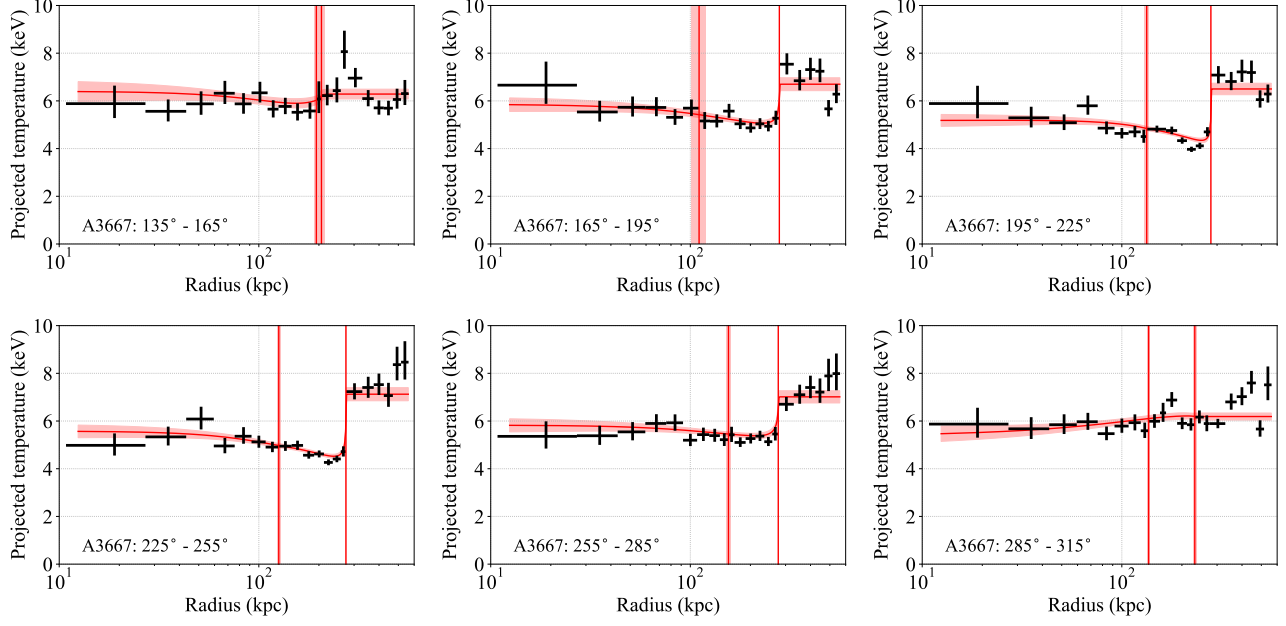 Projected temperature (keV)
10
8
6
4
2
0
A3667: 135° - 165°
10¹
10²
Radius (kpc)
Projected temperature (keV)
10
8
6
4
2
0
A3667: 165° - 195°
10¹
10²
Radius (kpc)
Projected temperature (keV)
10
8
6
4
2
0
A3667: 195° - 225°
10¹
10²
Radius (kpc)
Projected temperature (keV)
10
8
6
4
2
0
A3667: 225° - 255°
10¹
10²
Radius (kpc)
Projected temperature (keV)
10
8
6
4
2
0
A3667: 255° - 285°
10¹
10²
Radius (kpc)
Projected temperature (keV)
10
8
6
4
2
0
A3667: 285° - 315°
10¹
10²
Radius (kpc)